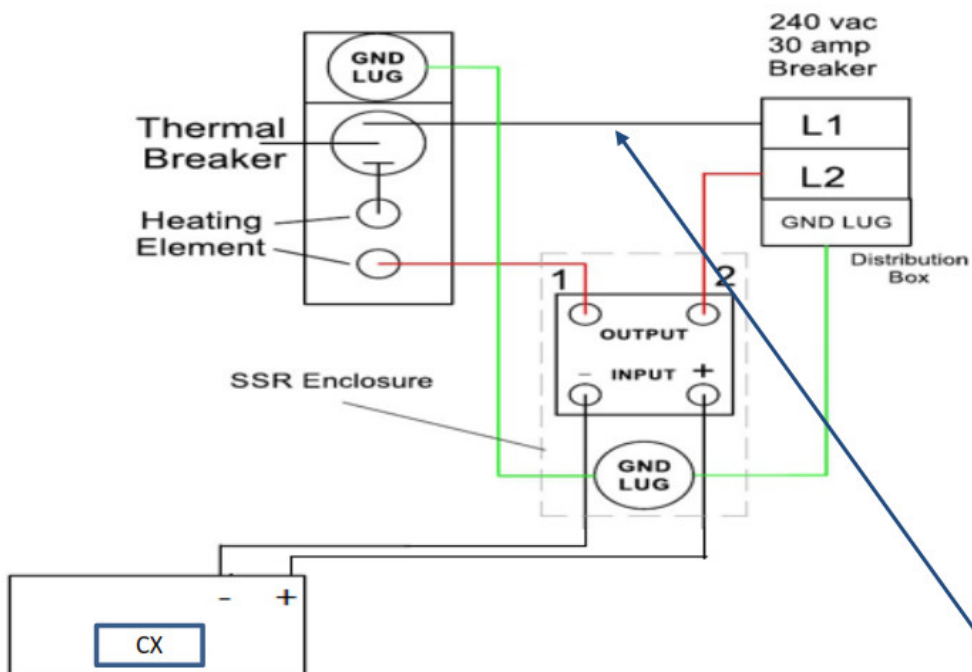 240 vac
30 amp
Breaker
GND
LUG
L1
Thermal
Breaker
L2
Heating
Element
GND LUG
Distribution
Box
1
2
OUTPUT
- INPUT +
SSR Enclosure
GND
LUG
- +
CX